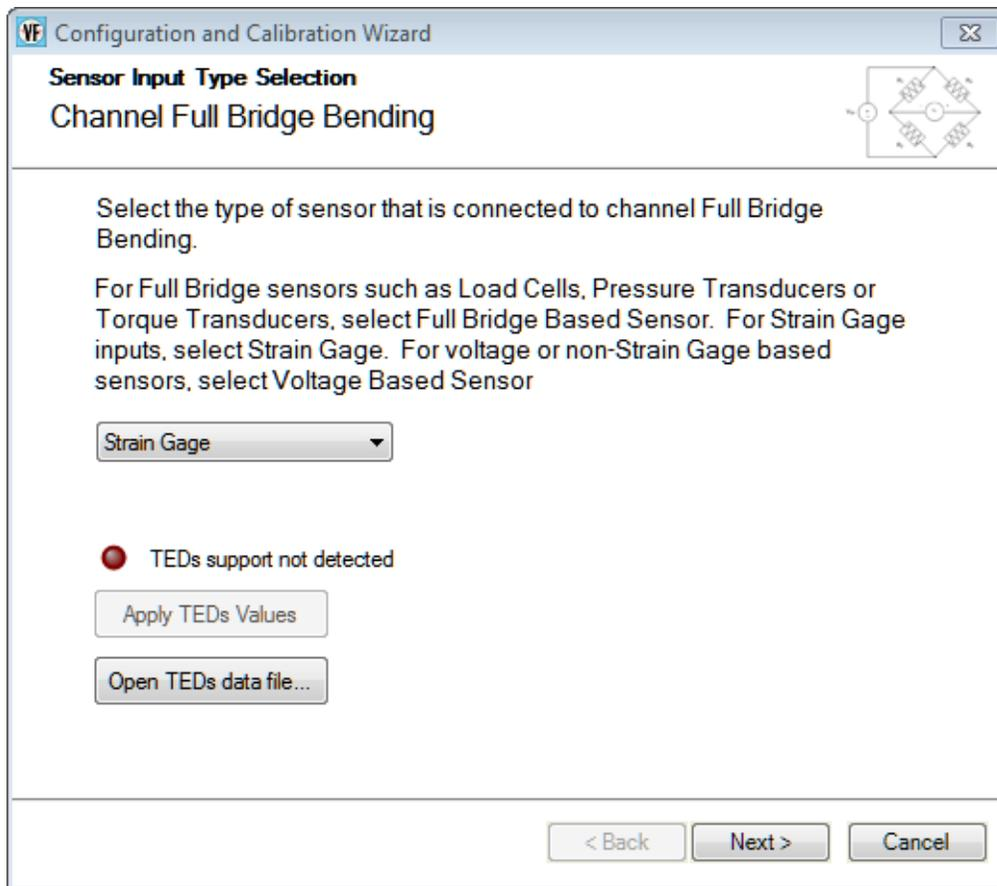 VF Configuration and Calibration Wizard
Sensor Input Type Selection
Channel Full Bridge Bending
Select the type of sensor that is connected to channel Full Bridge
Bending.
For Full Bridge sensors such as Load Cells, Pressure Transducers or
Torque Transducers, select Full Bridge Based Sensor.  For Strain Gage
inputs, select Strain Gage.  For voltage or non-Strain Gage based
sensors, select Voltage Based Sensor
Strain Gage
TEDs support not detected
Apply TEDs Values
Open TEDs data file...
< Back Next > Cancel